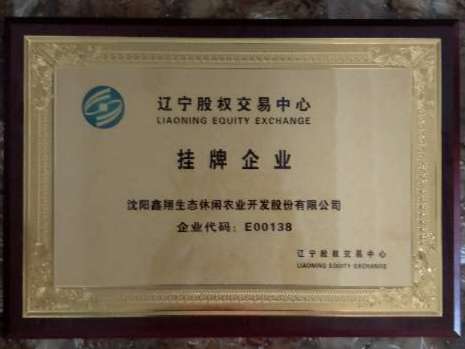 辽宁股权交易中心
LIAONING EQUITY EXCHANGE
挂牌企业
沈阳鑫翔生态休闲农业开发股份有限公司
企业代码：E00138
辽宁股权交易中心
LIAONING EQUITY EXCHANGE